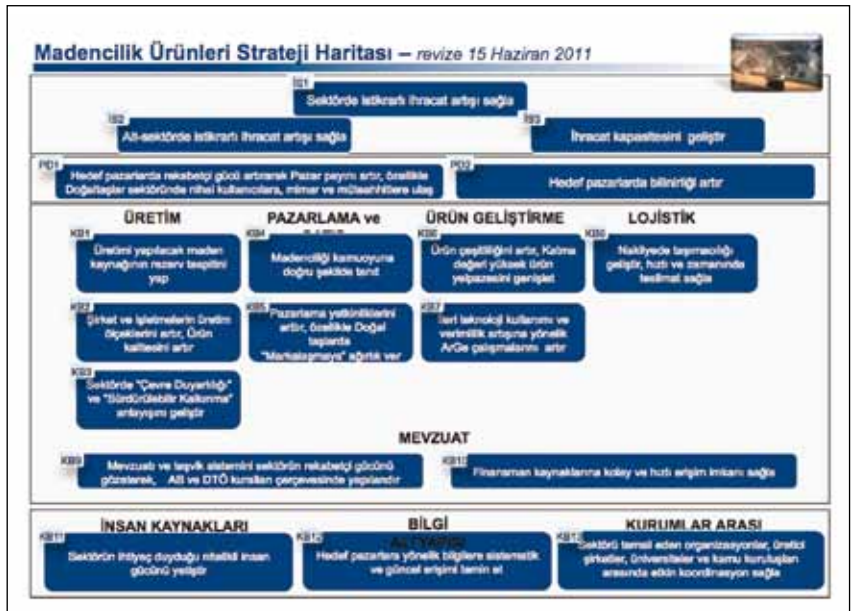 Madencilik Ürünleri Strateji Haritası – revize 15 Haziran 2011
İS1
Sektörde istikrarlı ihracat artışı sağla
İS2
Alt-sektörde istikrarlı ihracat artışı sağla
İS3
İhracat kapasitesini geliştir
PD1
Hedef pazarlarda rekabetçi gücü artırarak Pazar payını artır, özellikle
Doğaltaşlar sektöründe nihai kullanıcılara, mimar ve müteahhitlere ulaş
PD2
Hedef pazarlarda bilinirliği artır
ÜRETİM
KB1
Üretimi yapılacak maden
kaynağının rezerv tespitini
yap
KB2
Şirket ve işletmelerin üretim
ölçeklerini artır, Ürün
kalitesini artır
KB3
Sektörde "Çevre Duyarlılığı"
ve "Sürdürülebilir Kalkınma"
anlayışını geliştir
PAZARLAMA ve
KB4
Madenciliği kamuoyuna
doğru şekilde tanıt
KB5
Pazarlama yetkinliklerini
artır, özellikle Doğal
taşlarda
"Markalaşmaya" ağırlık ver
ÜRÜN GELİŞTİRME
KB6
Ürün çeşitliliğini artır, Katma
değeri yüksek ürün
yelpazesini genişlet
KB7
İleri teknoloji kullanımı ve
verimlilik artışına yönelik
ArGe çalışmalarını artır
LOJİSTİK
Nakliyede taşımacılığı
geliştir, hızlı ve zamanında
teslimat sağla
MEVZUAT
KB9
Mevzuatı ve teşvik sistemini sektörün rekabetçi gücünü
gözeterek, AB ve DTÖ kuralları çerçevesinde yapılandır
KB10
Finansman kaynaklarına kolay ve hızlı erişim imkanı sağla
İNSAN KAYNAKLARI
KB11
Sektörün ihtiyaç duyduğu nitelikli insan
gücünü yetiştir
BİLGİ
ALTYAPISI
KB12
Hedef pazarlara yönelik bilgilere sistematik
ve güncel erişimi temin et
KURUMLAR ARASI
KB13
Sektörü temsil eden organizasyonlar, üretici
şirketler, üniversiteler ve kamu kuruluşları
arasında etkin koordinasyon sağla